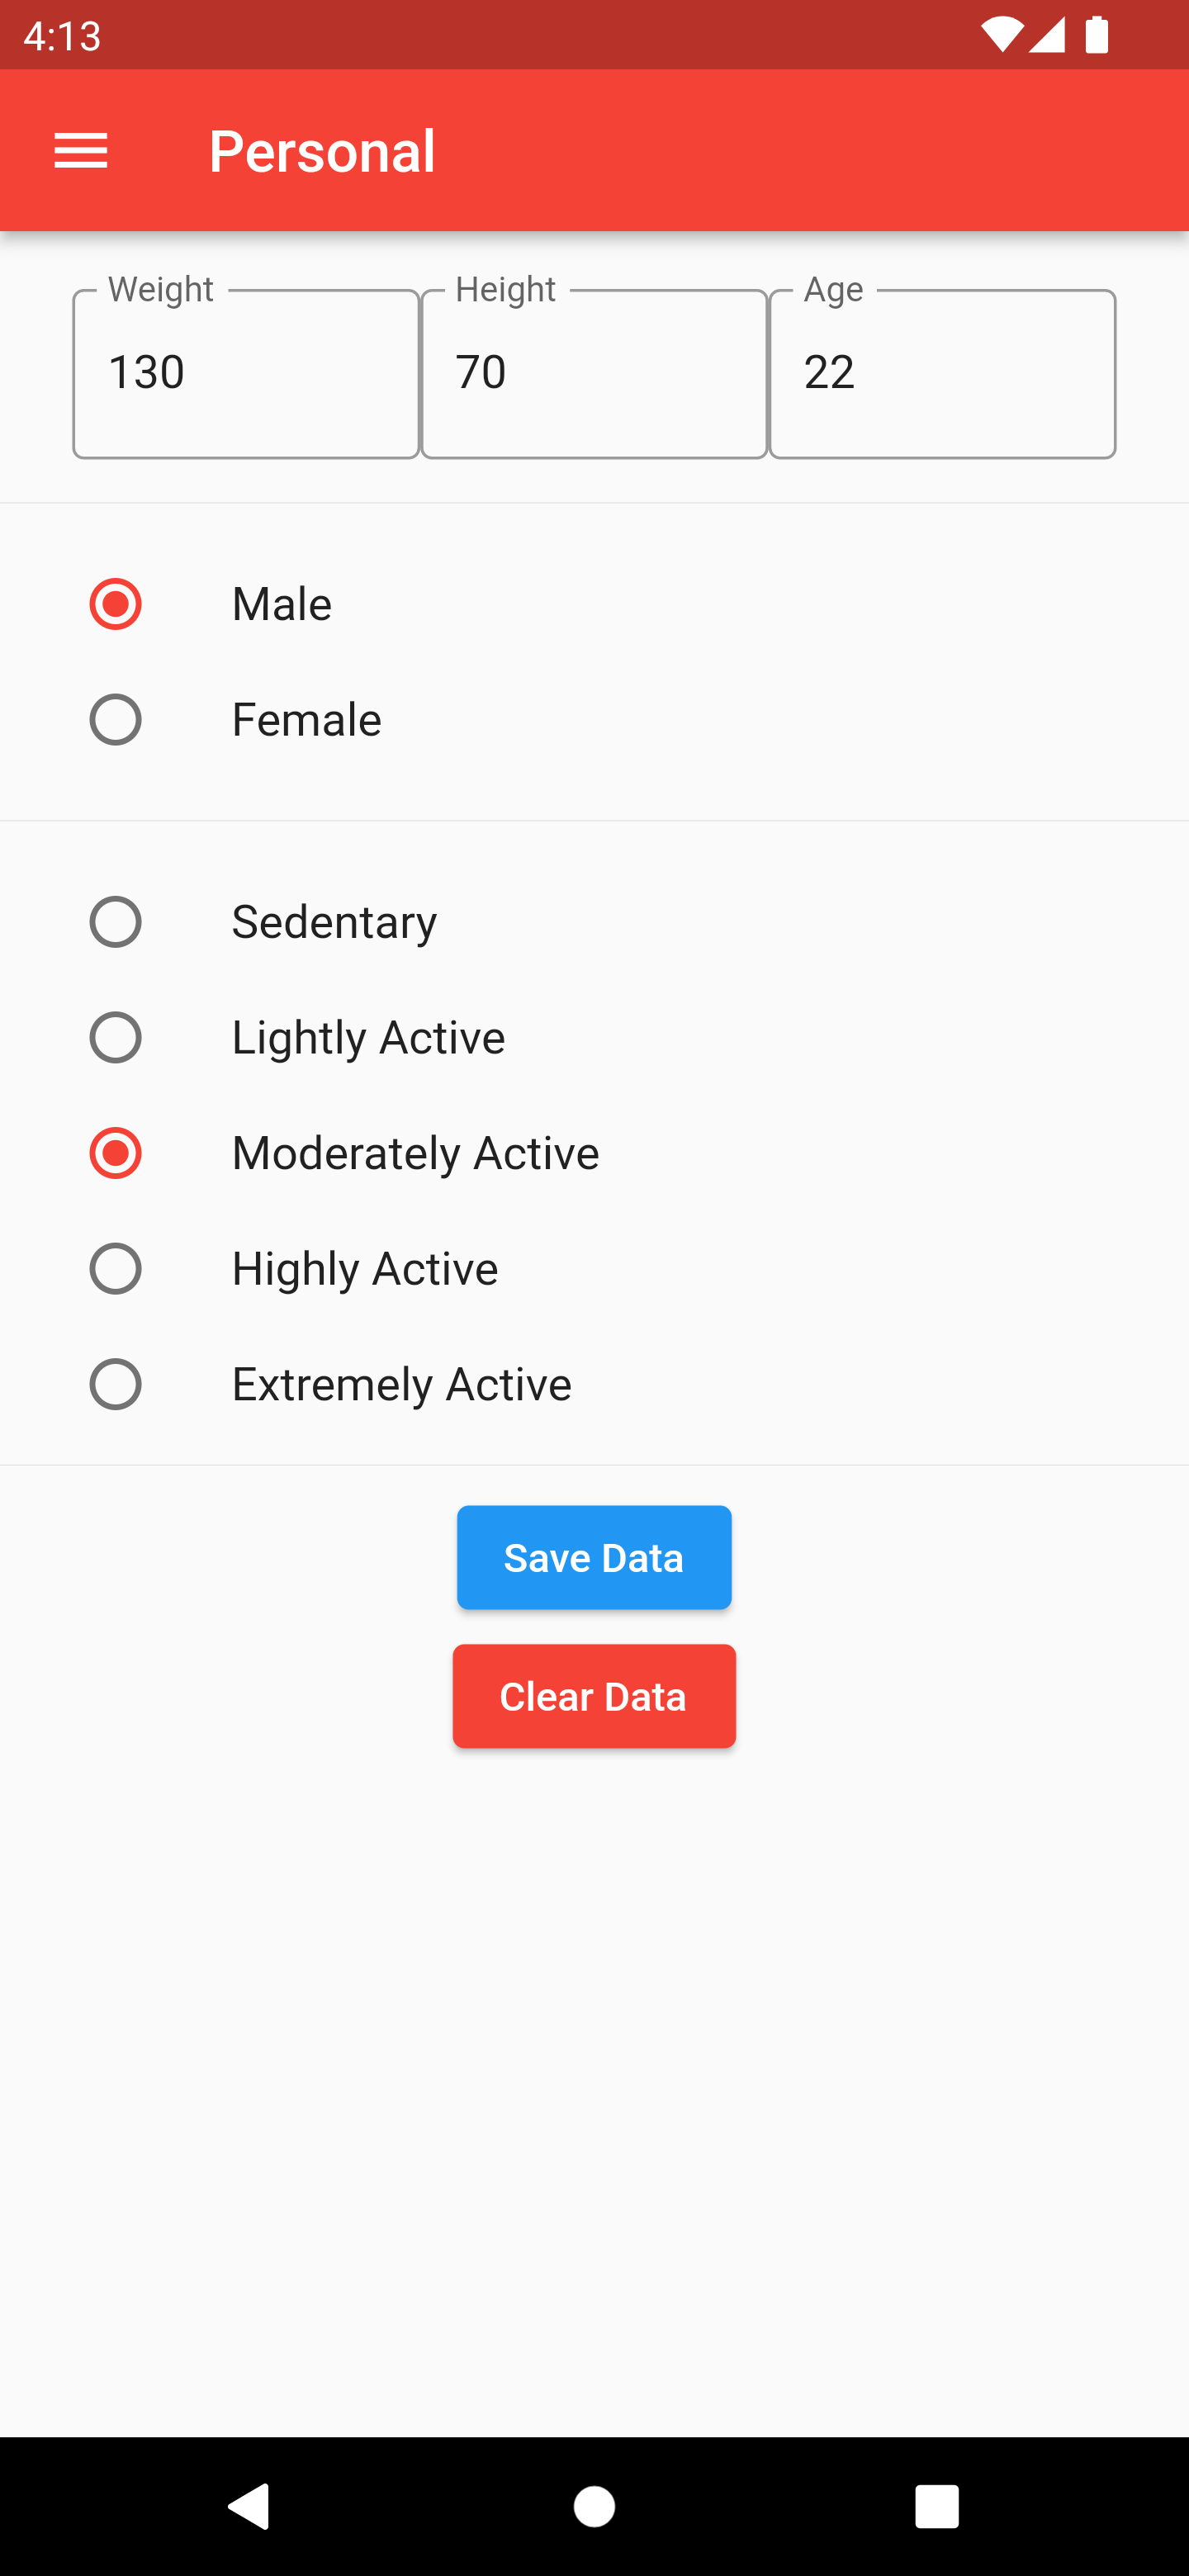 4:13
Personal
Weight Height Age
130 70 22
Male
Female
Sedentary
Lightly Active
Moderately Active
Highly Active
Extremely Active
Save Data
Clear Data